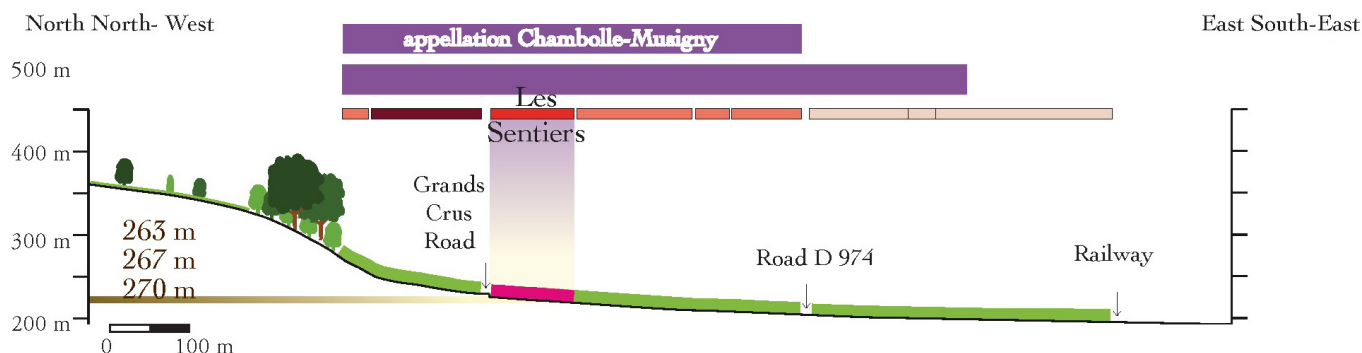 North North- West
East South-East
appellation Chambolle-Musigny
500 m
Les
Sentiers
400 m
Grands
Crus
Road
263 m
300 m
267 m
Road D 974
Railway
270 m
200 m
0 100 m